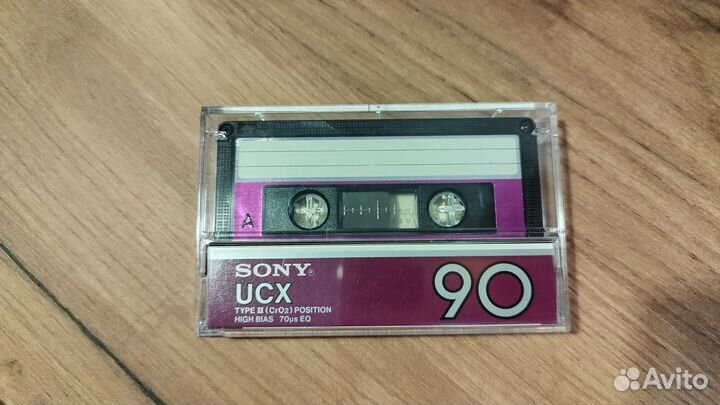 A
SONY®
UCX
TYPE II (CrO2) POSITION
HIGH BIAS 70μs EQ
90
Avito